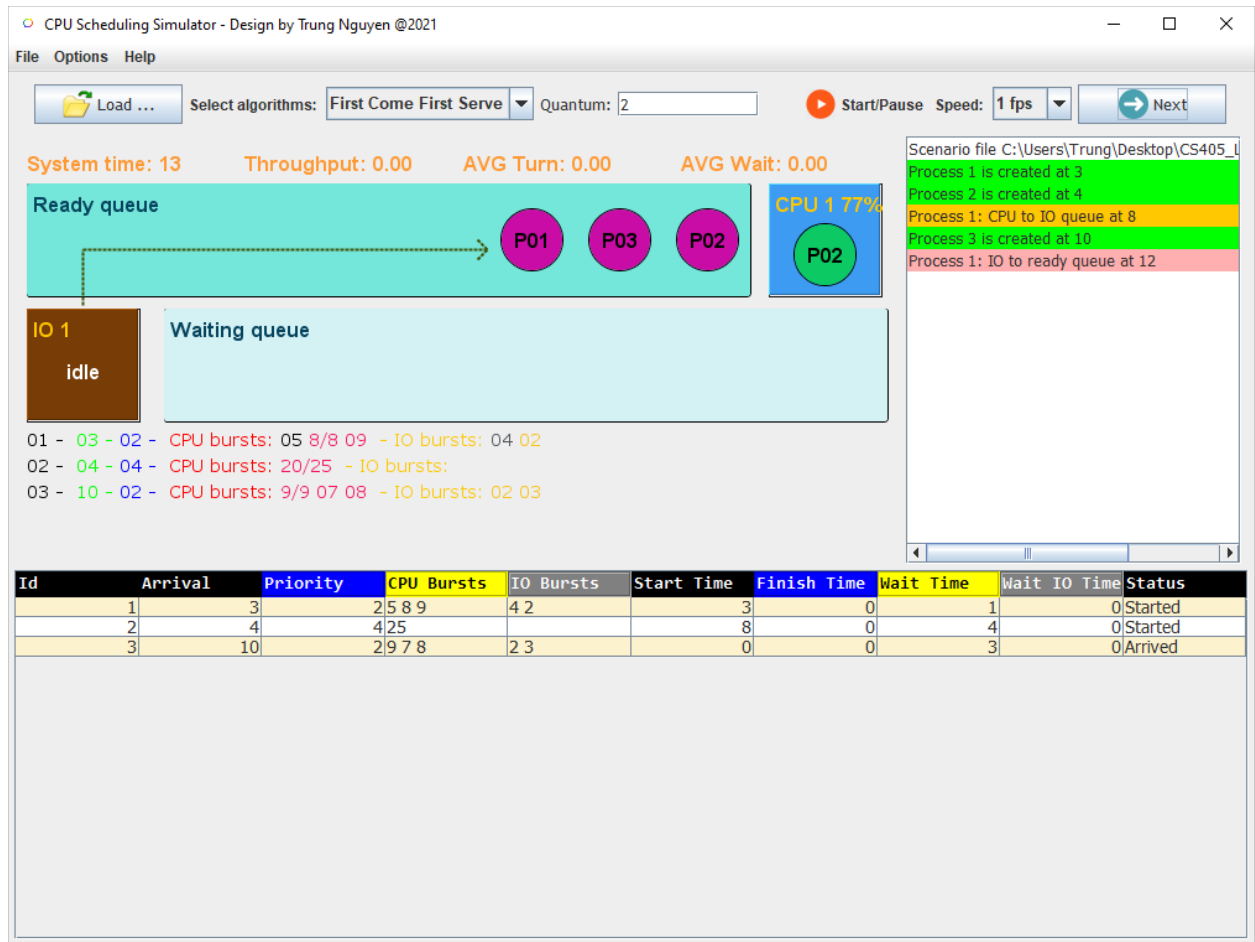 CPU Scheduling Simulator - Design by Trung Nguyen @2021
File Options Help
Load ... Select algorithms: First Come First Serve Quantum: 2 Start/Pause Speed: 1 fps Next
System time: 13 Throughput: 0.00 AVG Turn: 0.00 AVG Wait: 0.00
Ready queue
P01 P03 P02
CPU 1 77%
P02
IO 1
idle
Waiting queue
01 - 03 - 02 - CPU bursts: 05 8/8 09 - IO bursts: 04 02
02 - 04 - 04 - CPU bursts: 20/25 - IO bursts:
03 - 10 - 02 - CPU bursts: 9/9 07 08 - IO bursts: 02 03
Scenario file C:\Users\Trung\Desktop\CS405_L
Process 1 is created at 3
Process 2 is created at 4
Process 1: CPU to IO queue at 8
Process 3 is created at 10
Process 1: IO to ready queue at 12
Id Arrival Priority CPU Bursts IO Bursts Start Time Finish Time Wait Time Wait IO Time Status
1 3 2 5 8 9 4 2 3 0 1 0 Started
2 4 4 25 8 0 4 0 Started
3 10 2 9 7 8 2 3 0 0 3 0 Arrived